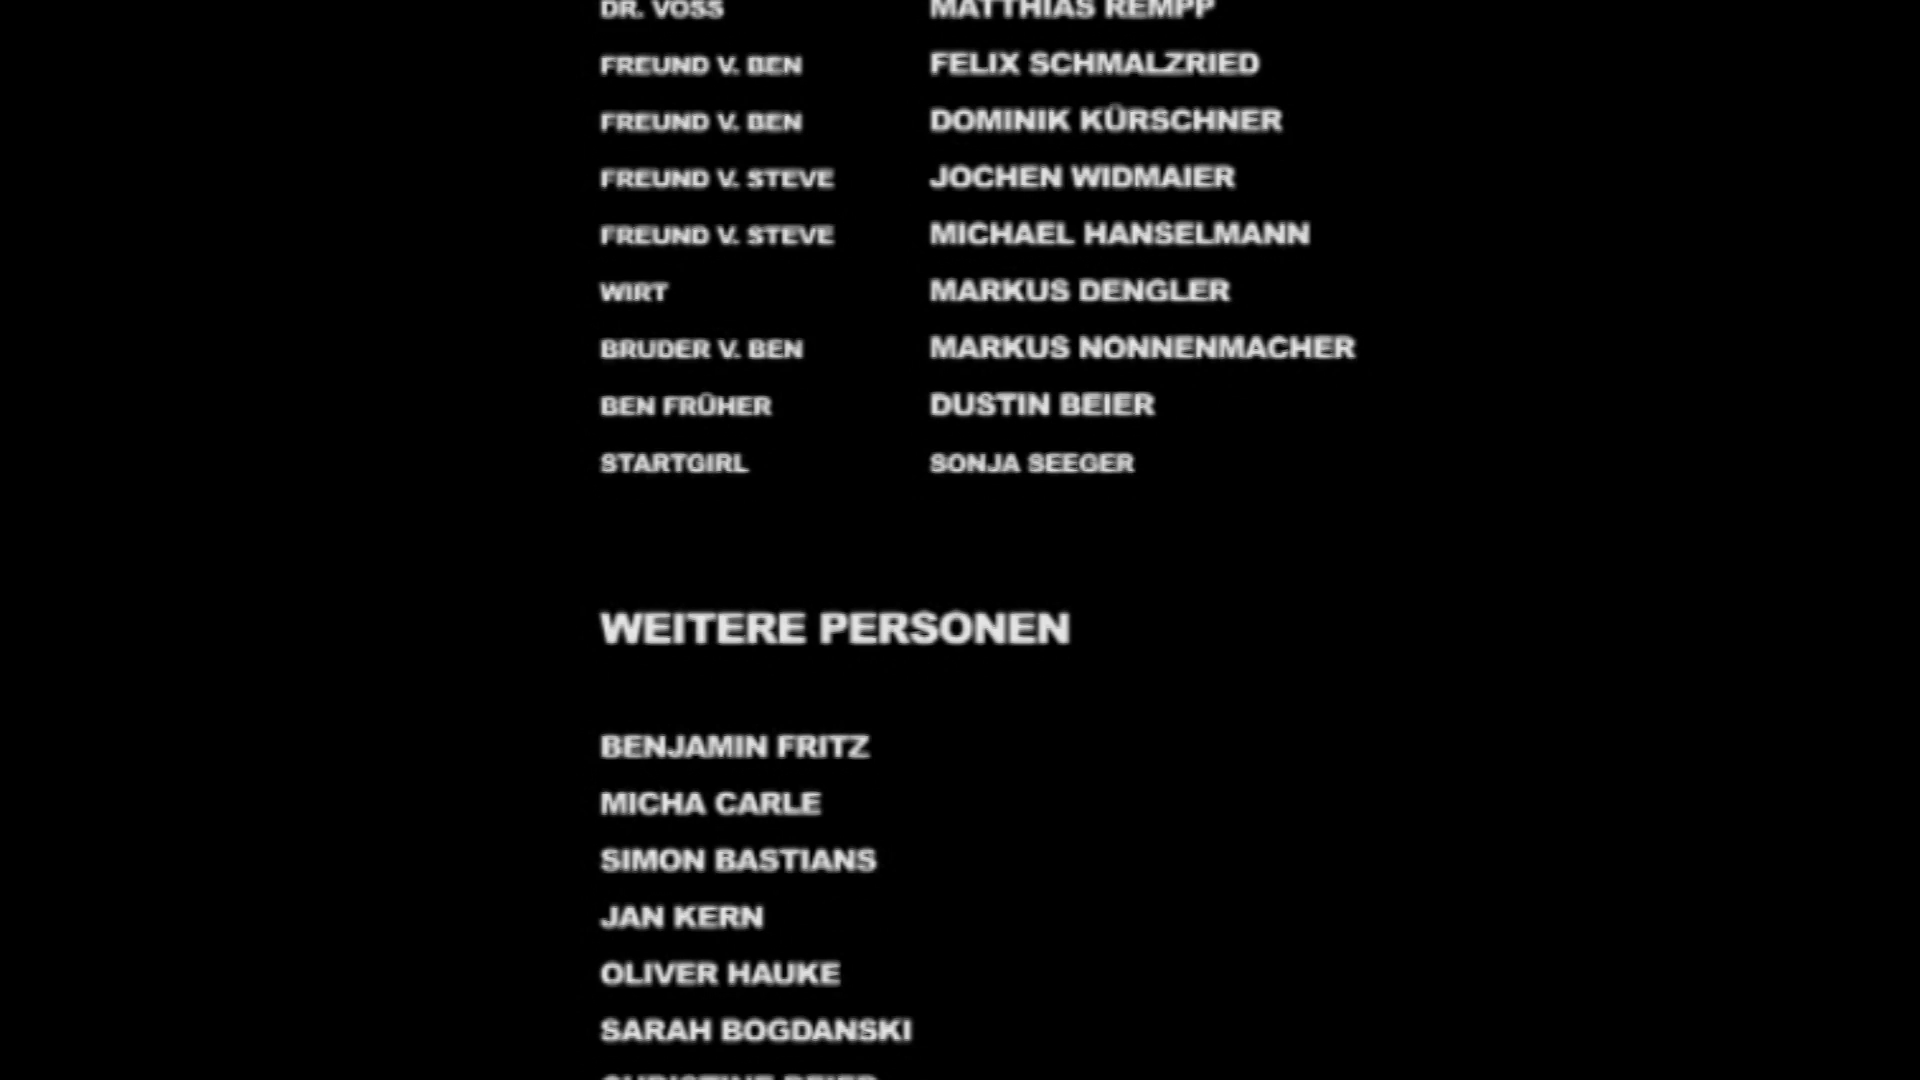 DR. VOSS MATTHIAS REMPP
FREUND V. BEN FELIX SCHMALZRIED
FREUND V. BEN DOMINIK KÜRSCHNER
FREUND V. STEVE JOCHEN WIDMAIER
FREUND V. STEVE MICHAEL HANSELMANN
WIRT MARKUS DENGLER
BRUDER V. BEN MARKUS NONNENMACHER
BEN FRÜHER DUSTIN BEIER
STARTGIRL SONJA SEEGER
WEITERE PERSONEN
BENJAMIN FRITZ
MICHA CARLE
SIMON BASTIANS
JAN KERN
OLIVER HAUKE
SARAH BOGDANSKI